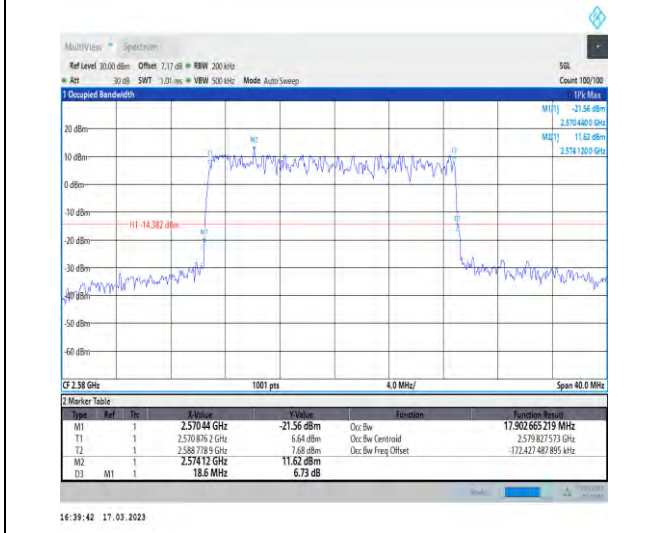 MultiView Spectrum
Ref Level 30.00 dBm Offset 7.17 dB RBW 200 kHz SGL
Att 30 dB SWT 1.01 ms VBW 500 kHz Mode Auto Sweep Count 100/100
1 Occupied Bandwidth 1Pk Max
M1[1] -21.56 dBm
2.570440 0 GHz
M2[1] 11.62 dBm
2.574 120 0 GHz
20 dBm
M2
T1
10 dBm
0 dBm
-10 dBm
H1 -14.382 dBm
M1
-20 dBm
-30 dBm
-40 dBm
-50 dBm
-60 dBm
CF 2.58 GHz 1001 pts 4.0 MHz/ Span 40.0 MHz
2 Marker Table
Type Ref Trc X-Value Y-Value Function Function Result
M1 1 2.570 44 GHz -21.56 dBm Occ Bw 17.902 665 219 MHz
T1 1 2.570 876 2 GHz 6.64 dBm Occ Bw Centroid 2.579 827 573 GHz
T2 1 2.588 778 9 GHz 7.68 dBm Occ Bw Freq Offset -172.427 487 895 kHz
M2 1 2.574 12 GHz 11.62 dBm
D3 M1 1 18.6 MHz 6.73 dB
16:39:42 17.03.2023